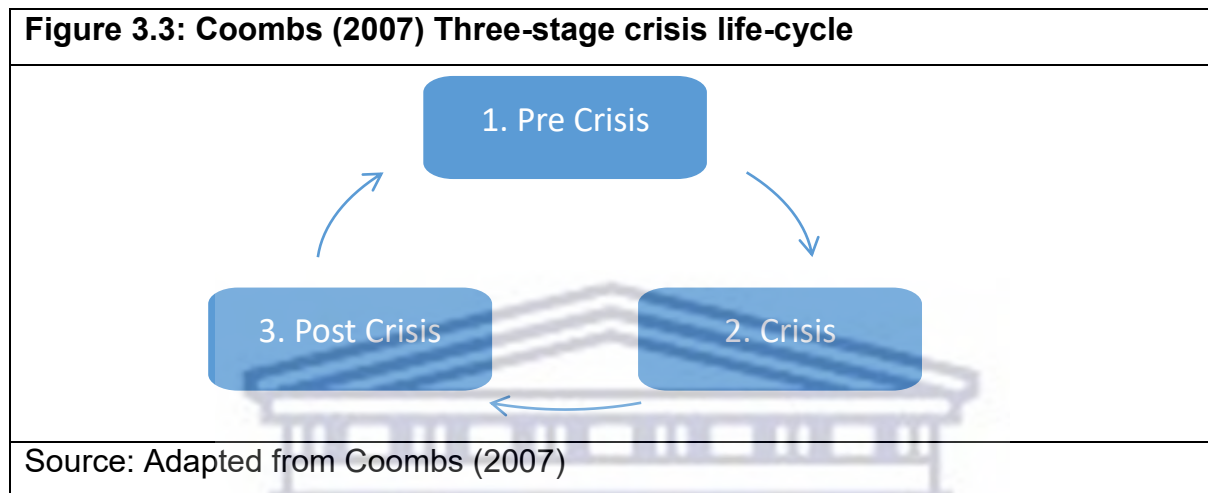 Figure 3.3: Coombs (2007) Three-stage crisis life-cycle
1. Pre Crisis
3. Post Crisis
2. Crisis
Source: Adapted from Coombs (2007)